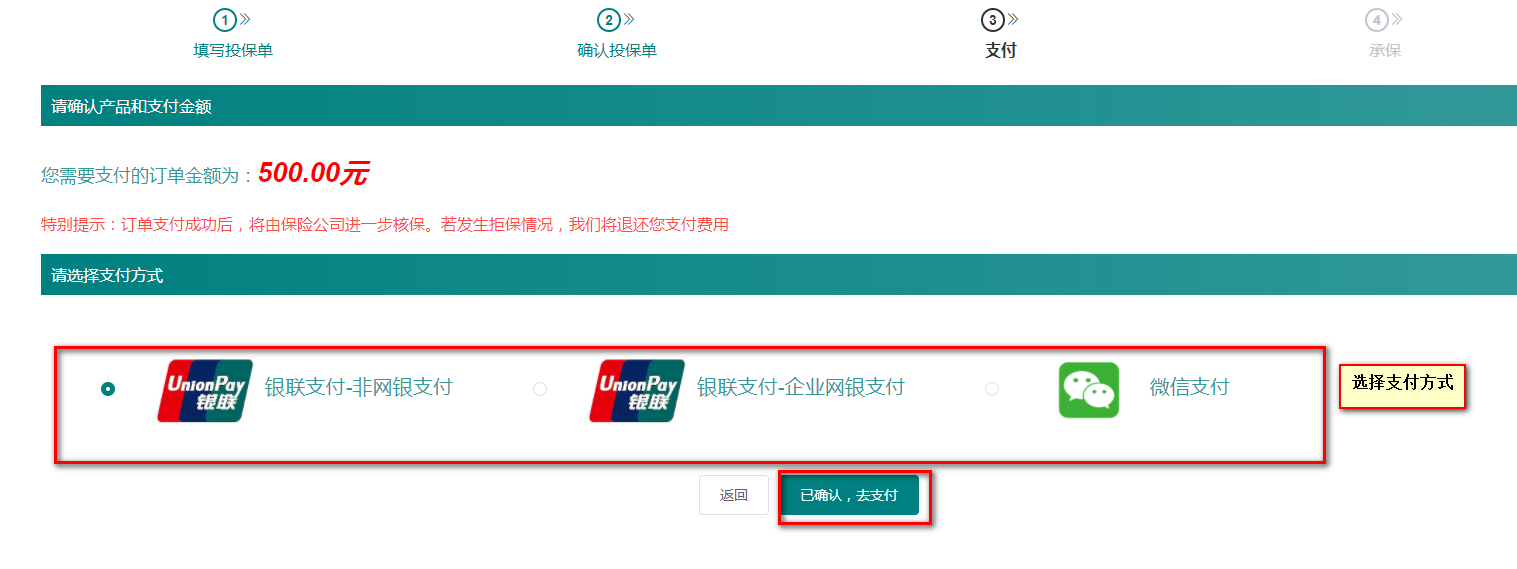 1 2 3 4
填写投保单 确认投保单 支付 承保
请确认产品和支付金额
您需要支付的订单金额为：500.00元
特别提示：订单支付成功后，将由保险公司进一步核保。若发生拒保情况，我们将退还您支付费用
请选择支付方式
UnionPay 银联 银联支付-非网银支付 UnionPay 银联 银联支付-企业网银支付 微信支付 选择支付方式
返回 已确认，去支付